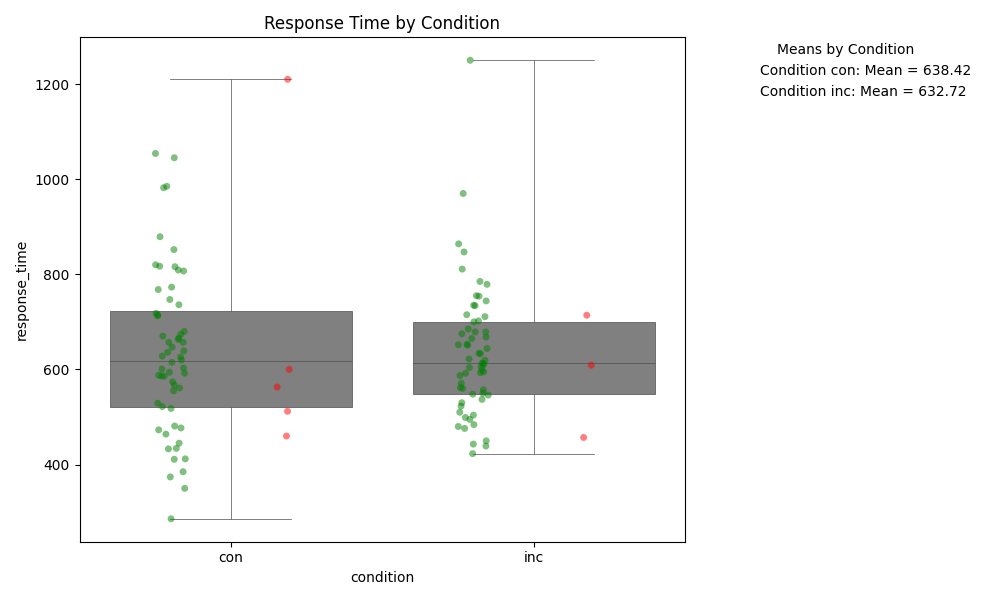 Response Time by Condition
Means by Condition
Condition con: Mean = 638.42
Condition inc: Mean = 632.72
response_time
1200
1000
800
600
400
con
inc
condition